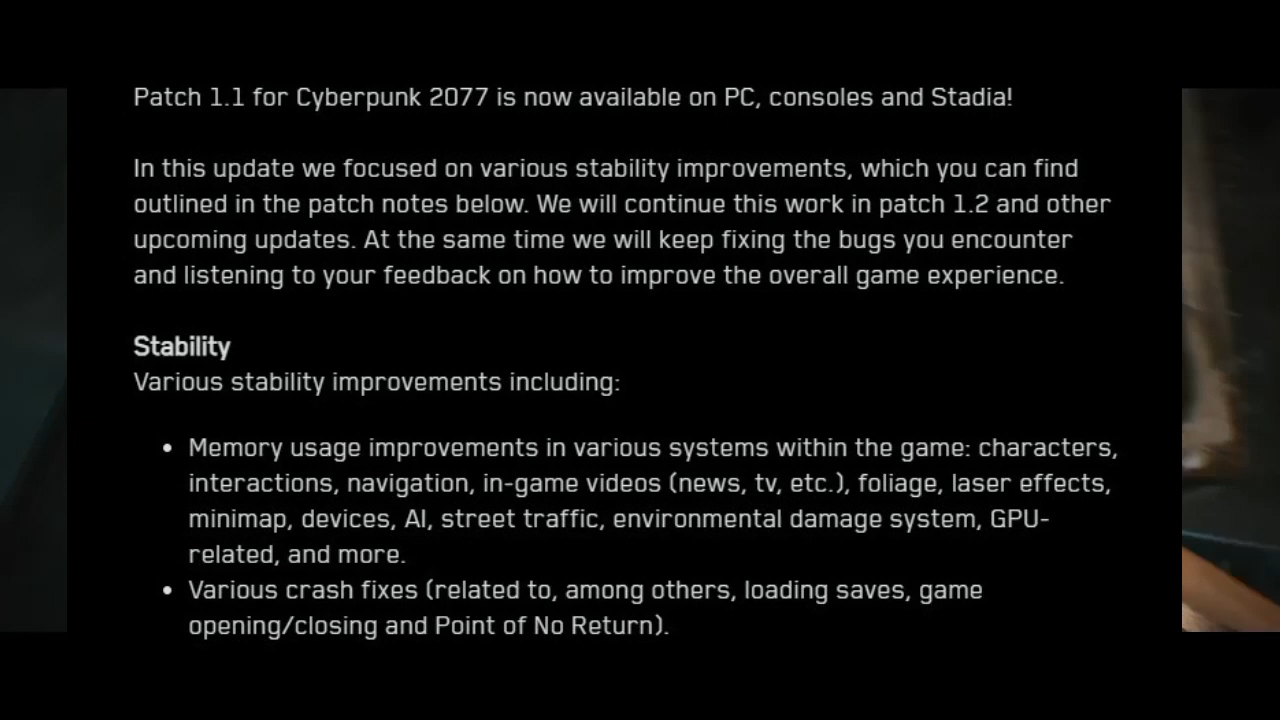 Patch 1.1 for Cyberpunk 2077 is now available on PC, consoles and Stadia!
In this update we focused on various stability improvements, which you can find
outlined in the patch notes below. We will continue this work in patch 1.2 and other
upcoming updates. At the same time we will keep fixing the bugs you encounter
and listening to your feedback on how to improve the overall game experience.
Stability
Various stability improvements including:
• Memory usage improvements in various systems within the game: characters,
interactions, navigation, in-game videos (news, tv, etc.), foliage, laser effects,
minimap, devices, AI, street traffic, environmental damage system, GPU-
related, and more.
• Various crash fixes (related to, among others, loading saves, game
opening/closing and Point of No Return).